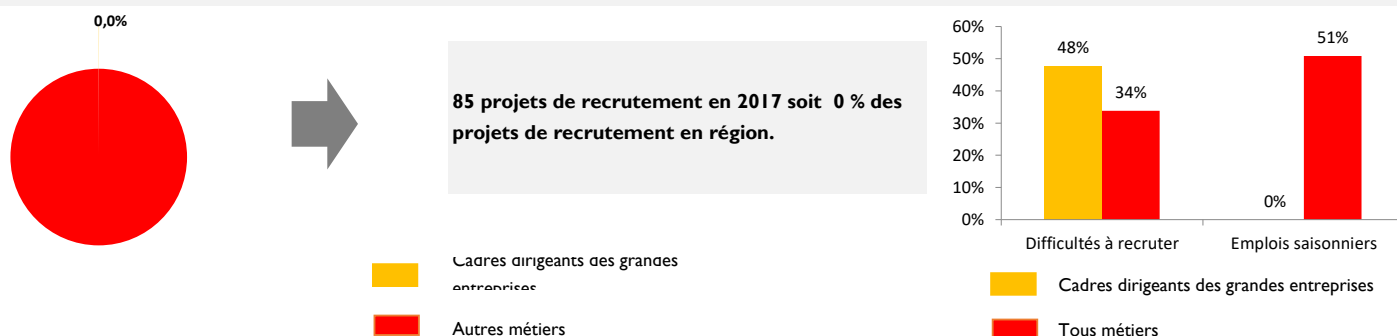 0,0%
85 projets de recrutement en 2017 soit 0 % des
projets de recrutement en région.
Cadres dirigeants des grandes
entreprises
Autres métiers
60%
50%
40%
30%
20%
10%
0%
48%
34%
0%
51%
Difficultés à recruter
Emplois saisonniers
Cadres dirigeants des grandes entreprises
Tous métiers